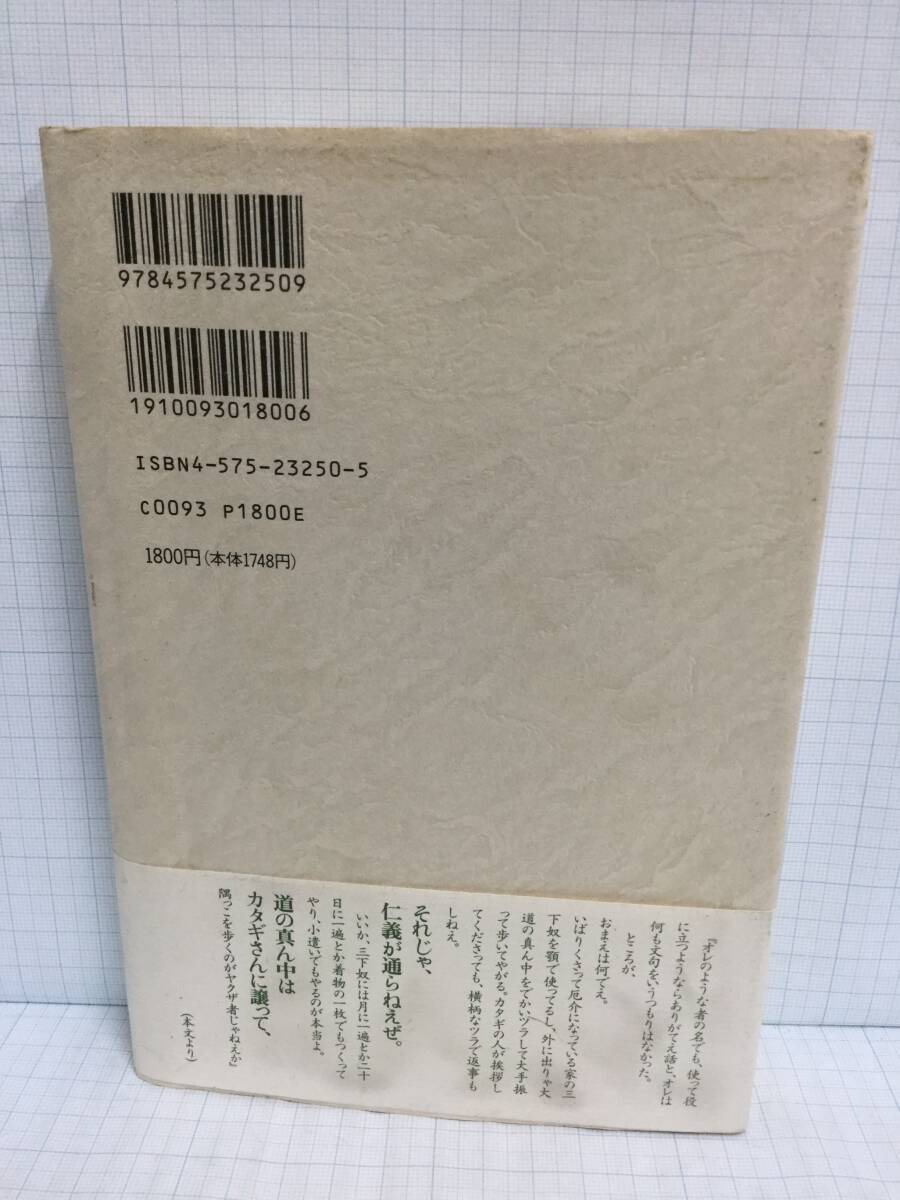 9784575232509
1910093018006
ISBN4-575-23250-5
C0093 P1800E
1800円(本体1748円)
『オレのような者の名でも、使って役
に立つようならありがてえ話と、オレは
何も文句をいうつもりはなかった。
ところが、
おまえは何でえ。
いばりくさって厄介になっている家の三
下奴を顎で使ってるし、外に出りゃ大
道の真ん中をでかいヅラして大手振
って歩いてやがる。カタギの人が挨拶し
てくださっても、横柄なツラで返事も
しねえ。
それじゃ、
仁義が通らねえぜ。
いいか、三下奴には月に一遍とか二十
日に一遍とか着物の一枚でもつくって
やり、小遣いでもやるのが本当よ。
道の真ん中は
カタギさんに譲って、
隅っこを歩くのがヤクザ者じゃねえか』
(本文より)